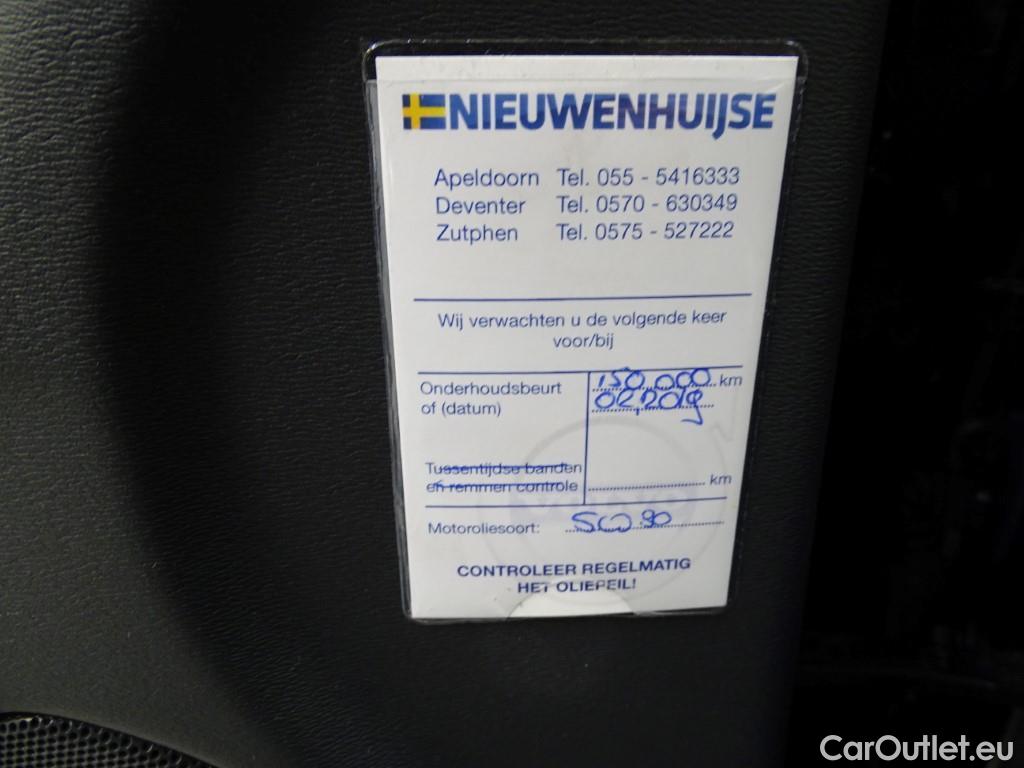 NIEUWENHUIJSE
Apeldoorn Tel. 055 - 5416333
Deventer Tel. 0570 - 630349
Zutphen Tel. 0575 - 527222
Wij verwachten u de volgende keer
voor/bij
Onderhoudsbeurt 150.000 km
of (datum) 02,2019
Tussentijdse banden
en remmen controle km
Motoroliesoort:
CONTROLEER REGELMATIG
HET OLIEPEIL!
CarOutlet.eu